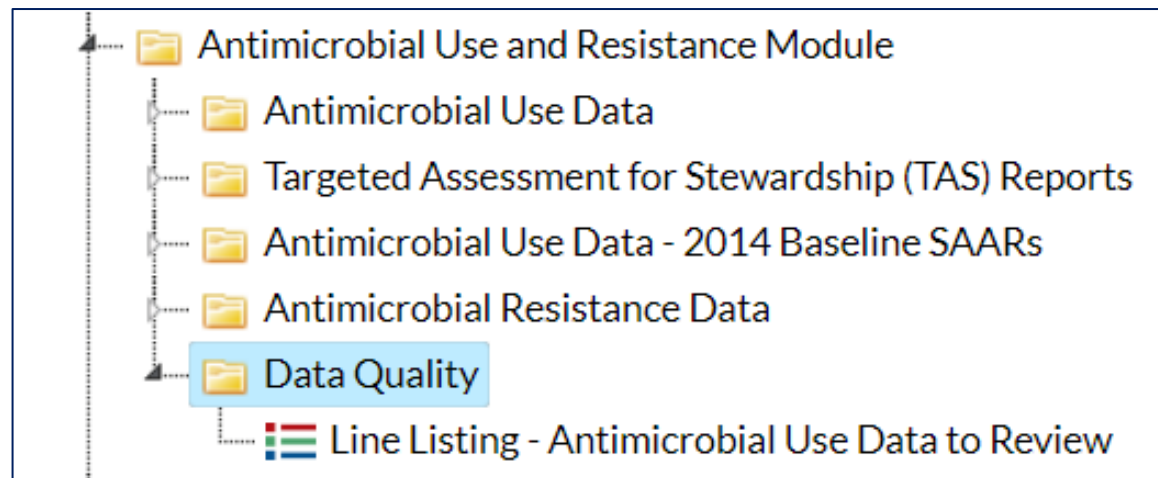 Antimicrobial Use and Resistance Module
Antimicrobial Use Data
Targeted Assessment for Stewardship (TAS) Reports
Antimicrobial Use Data - 2014 Baseline SAARs
Antimicrobial Resistance Data
Data Quality
Line Listing - Antimicrobial Use Data to Review